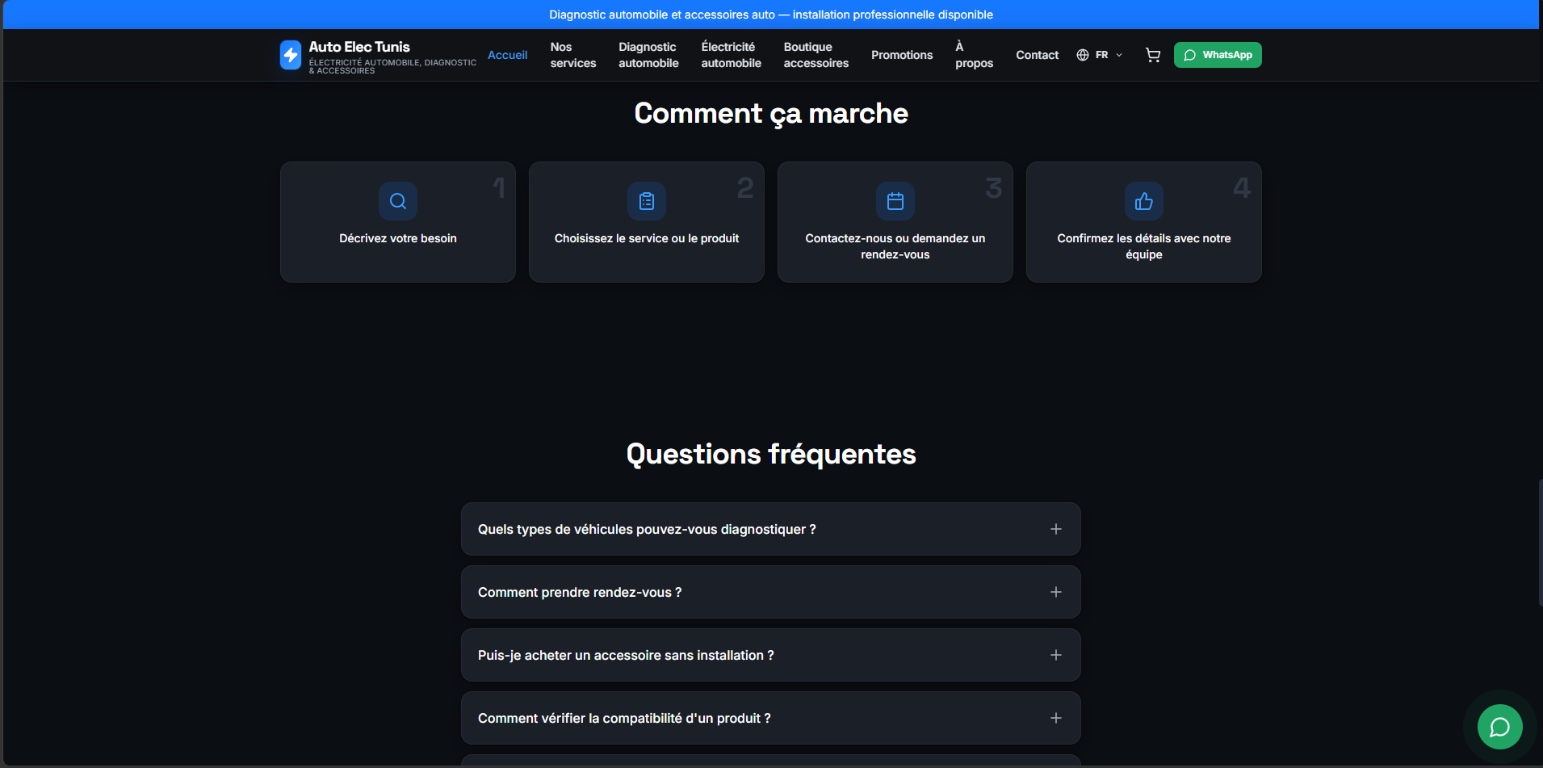 Diagnostic automobile et accessoires auto — installation professionnelle disponible
Auto Elec Tunis
ÉLECTRICITÉ AUTOMOBILE, DIAGNOSTIC
& ACCESSOIRES
Accueil
Nos
services
Diagnostic
automobile
Électricité
automobile
Boutique
accessoires
Promotions
À
propos
Contact
FR
WhatsApp
Comment ça marche
1
Décrivez votre besoin
2
Choisissez le service ou le produit
3
Contactez-nous ou demandez un
rendez-vous
4
Confirmez les détails avec notre
équipe
Questions fréquentes
Quels types de véhicules pouvez-vous diagnostiquer ?
Comment prendre rendez-vous ?
Puis-je acheter un accessoire sans installation ?
Comment vérifier la compatibilité d'un produit ?